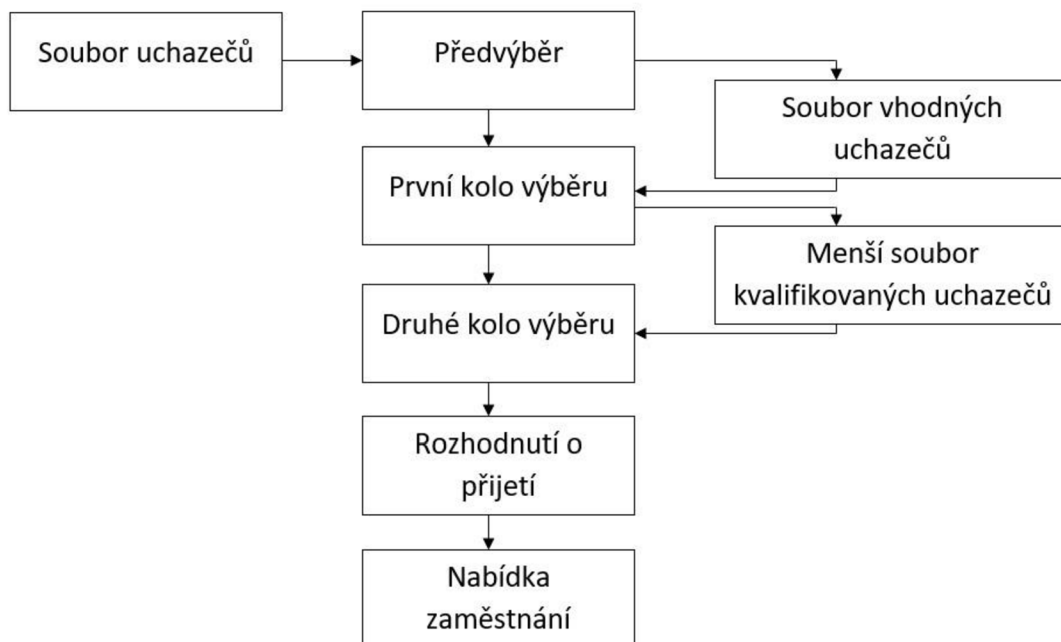 Soubor uchazečů
Předvýběr
Soubor vhodných
uchazečů
První kolo výběru
Menší soubor
kvalifikovaných uchazečů
Druhé kolo výběru
Rozhodnutí o
přijetí
Nabídka
zaměstnání